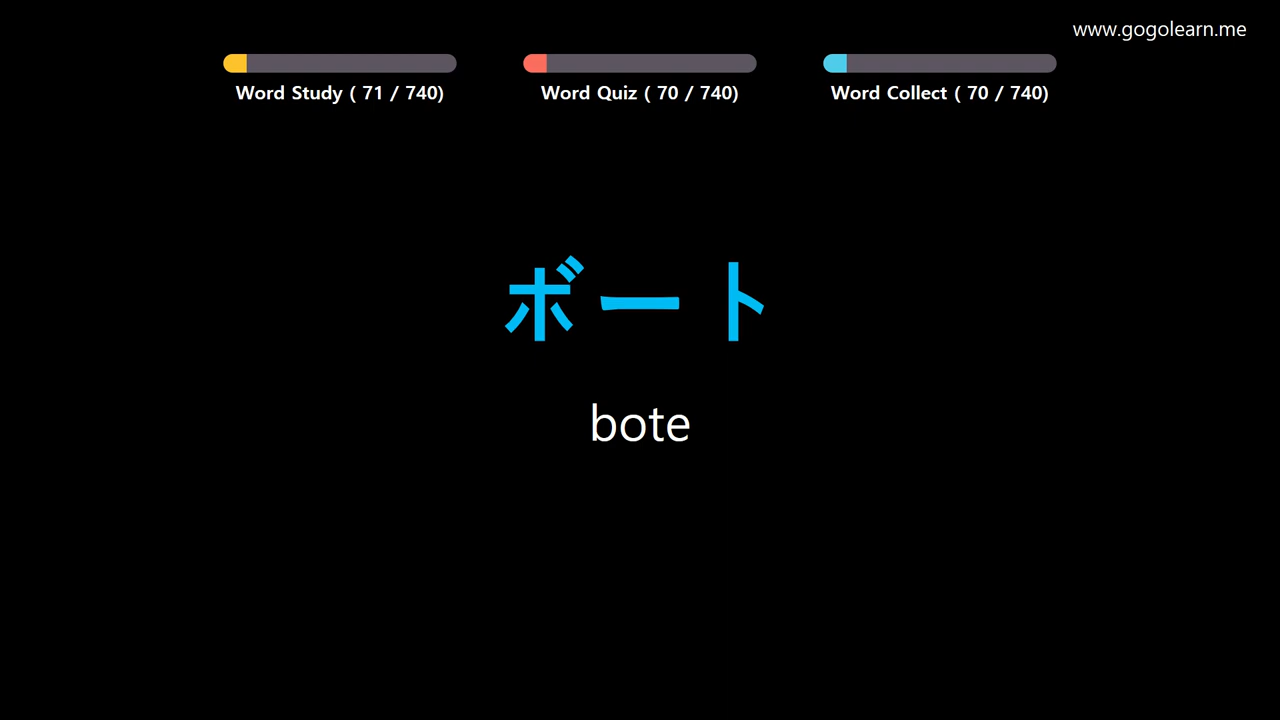 www.gogolearn.me
Word Study ( 71 / 740)
Word Quiz ( 70 / 740)
Word Collect ( 70 / 740)
ボート
bote